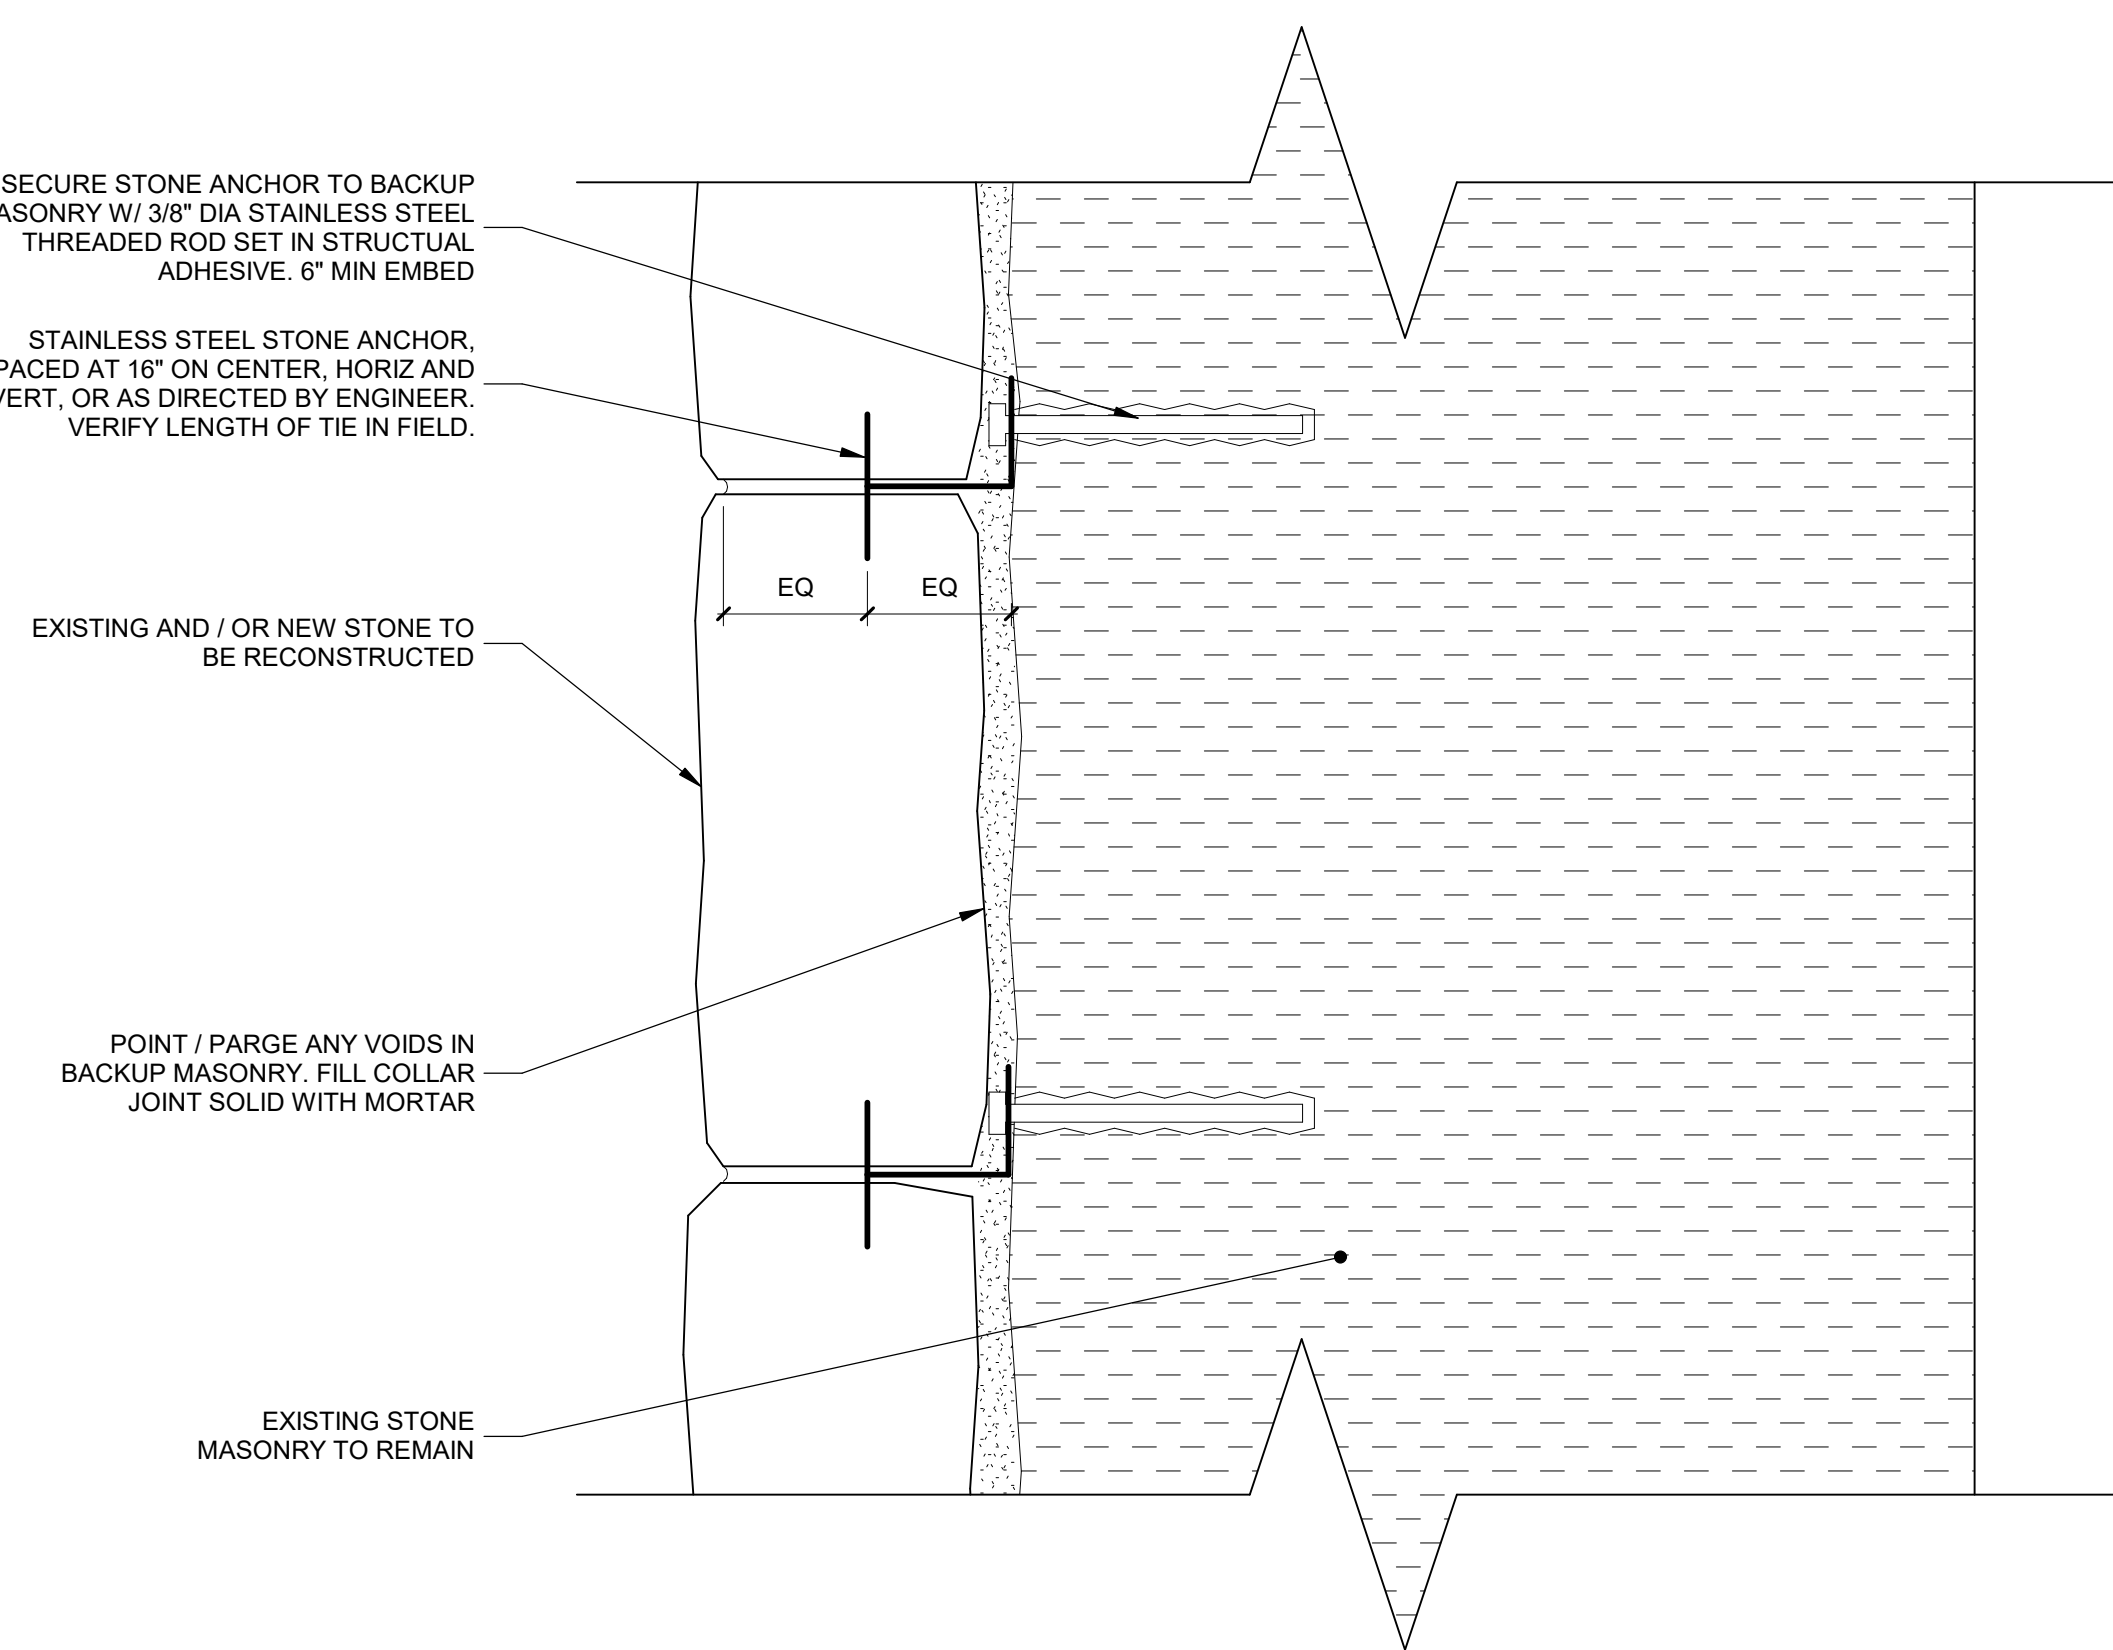 SECURE STONE ANCHOR TO BACKUP
ASONRY W/ 3/8" DIA STAINLESS STEEL
THREADED ROD SET IN STRUCTUAL
ADHESIVE. 6" MIN EMBED
STAINLESS STEEL STONE ANCHOR,
PACED AT 16" ON CENTER, HORIZ AND
VERT, OR AS DIRECTED BY ENGINEER.
VERIFY LENGTH OF TIE IN FIELD.
EQ EQ
EXISTING AND / OR NEW STONE TO
BE RECONSTRUCTED
POINT / PARGE ANY VOIDS IN
BACKUP MASONRY. FILL COLLAR
JOINT SOLID WITH MORTAR
EXISTING STONE
MASONRY TO REMAIN